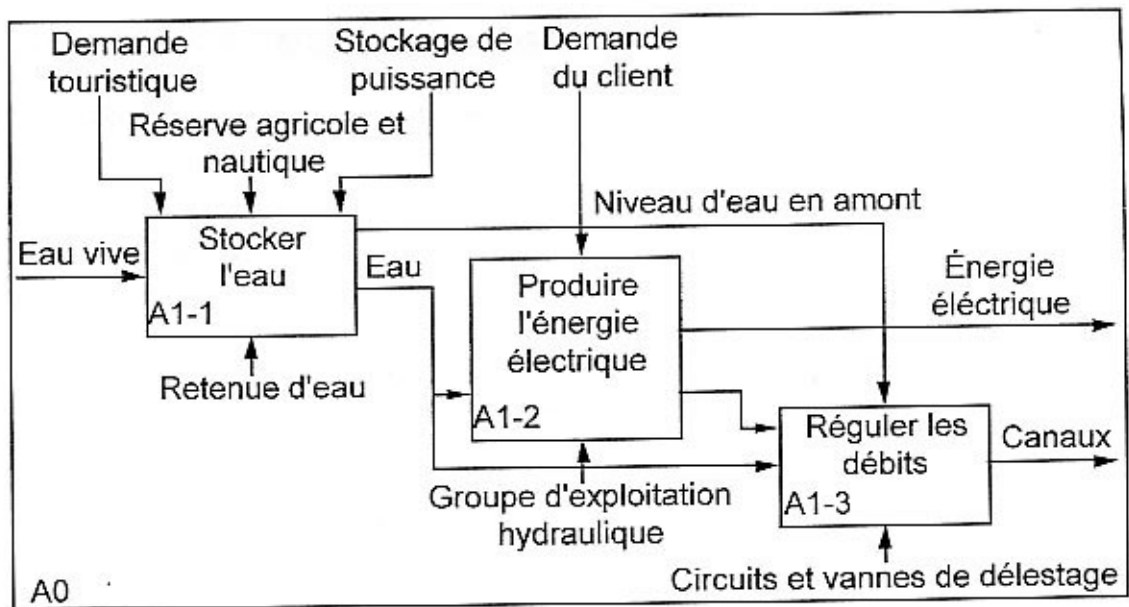 Demande
touristique
Stockage de
puissance
Demande
du client
Réserve agricole et
nautique
Niveau d'eau en amont
Eau vive
Stocker
l'eau
A1-1
Eau
Produire
l'énergie
électrique
A1-2
Énergie
éléctrique
Retenue d'eau
Réguler les
débits
A1-3
Canaux
Groupe d'exploitation
hydraulique
Circuits et vannes de délestage
A0